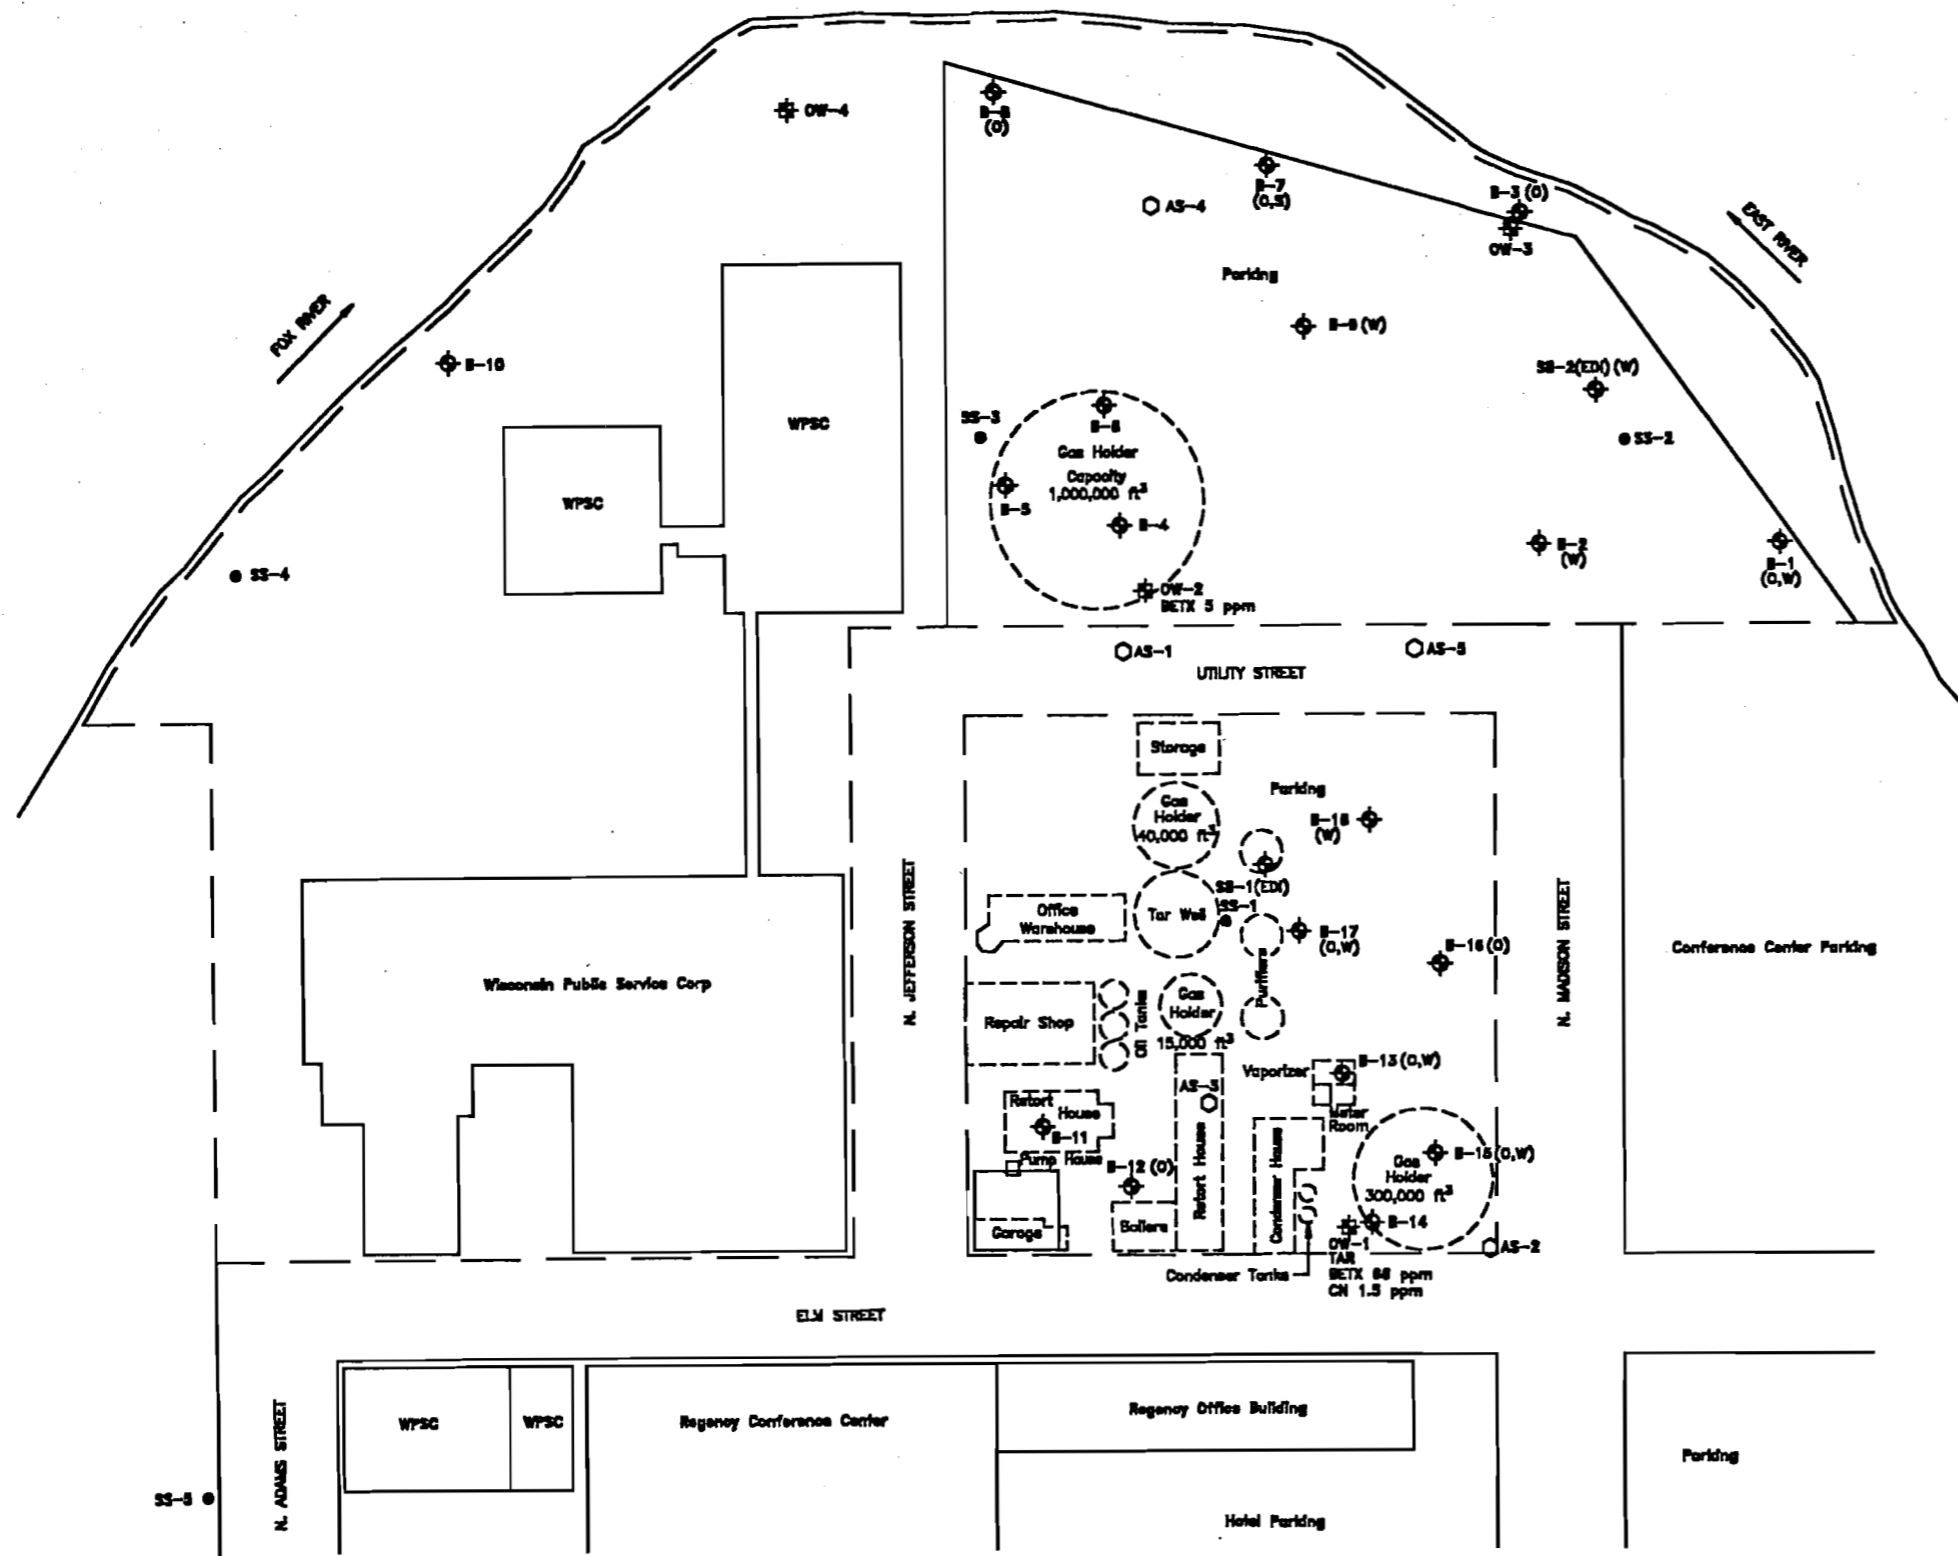 OW-4
B-8
(O)
B-7
(O,S)
AS-4
B-3 (O)
OW-3
EAST RIVER
Parking
FOX RIVER
B-9 (W)
B-10
SB-2(EDI) (W)
WPSC
SS-3
B-6
SS-2
Gas Holder
Capacity
1,000,000 ft³
WPSC
B-5
B-4
B-2
(W)
B-1
(O,W)
SS-4
OW-2
BETX 5 ppm
AS-1
AS-5
UTILITY STREET
Storage
Parking
Gas
Holder
40,000 ft³
B-18
(W)
SB-1(EDI)
N. JEFFERSON STREET
Office
Warehouse
Tar Well
SS-1
B-17
(O,W)
B-16 (O)
N. MADISON STREET
Conference Center Parking
Purifiers
Wisconsin Public Service Corp
Repair Shop
Oil Tanks
Gas
Holder
15,000 ft³
Vaporizer
B-13 (O,W)
AS-3
Retort
House
B-11
Meter
Room
Pump House
B-12 (O)
Retort House
Condenser House
B-15 (O,W)
Gas
Holder
300,000 ft³
Garage
Boilers
B-14
OW-1
TAR
BETX 66 ppm
CN 1.5 ppm
AS-2
Condenser Tanks
ELM STREET
N. ADAMS STREET
WPSC
WPSC
Regency Conference Center
Regency Office Building
Parking
SS-5
Hotel Parking